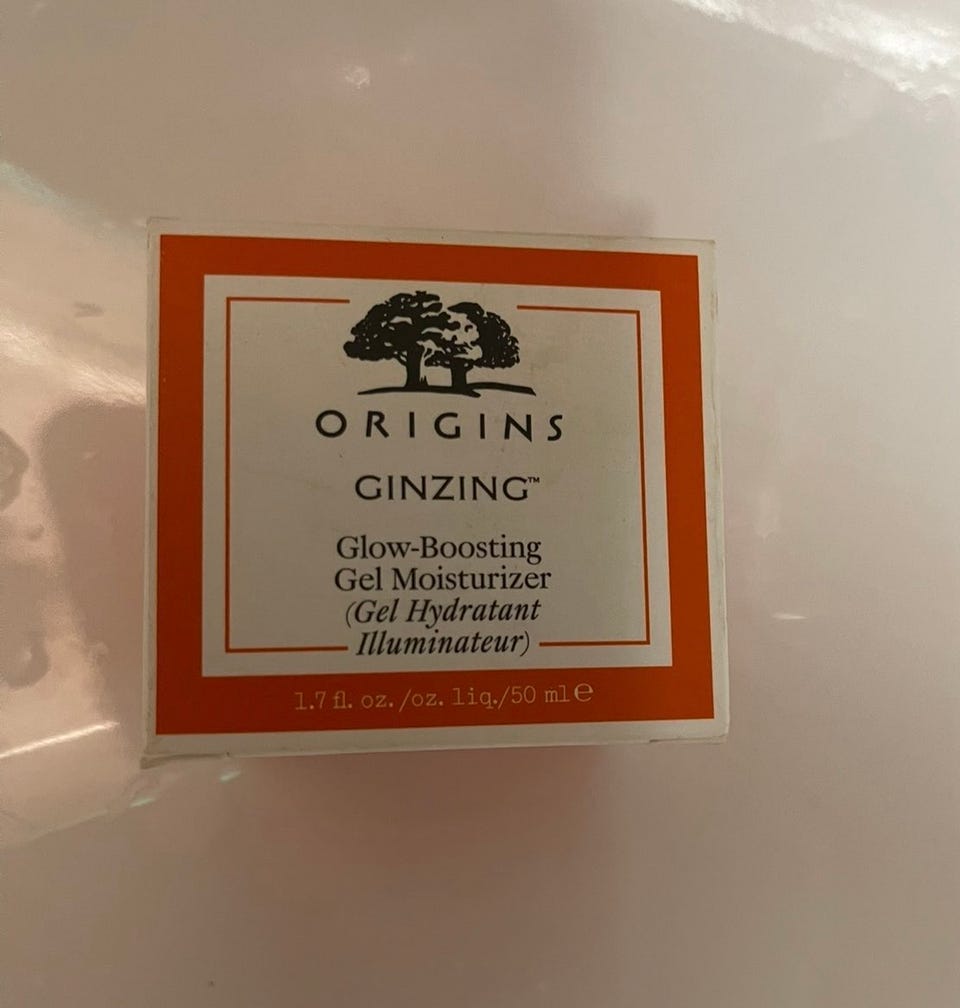 ORIGINS
GINZING™
Glow-Boosting
Gel Moisturizer
(Gel Hydratant
Illuminateur)
1.7 fl. oz./oz. liq./50 ml e